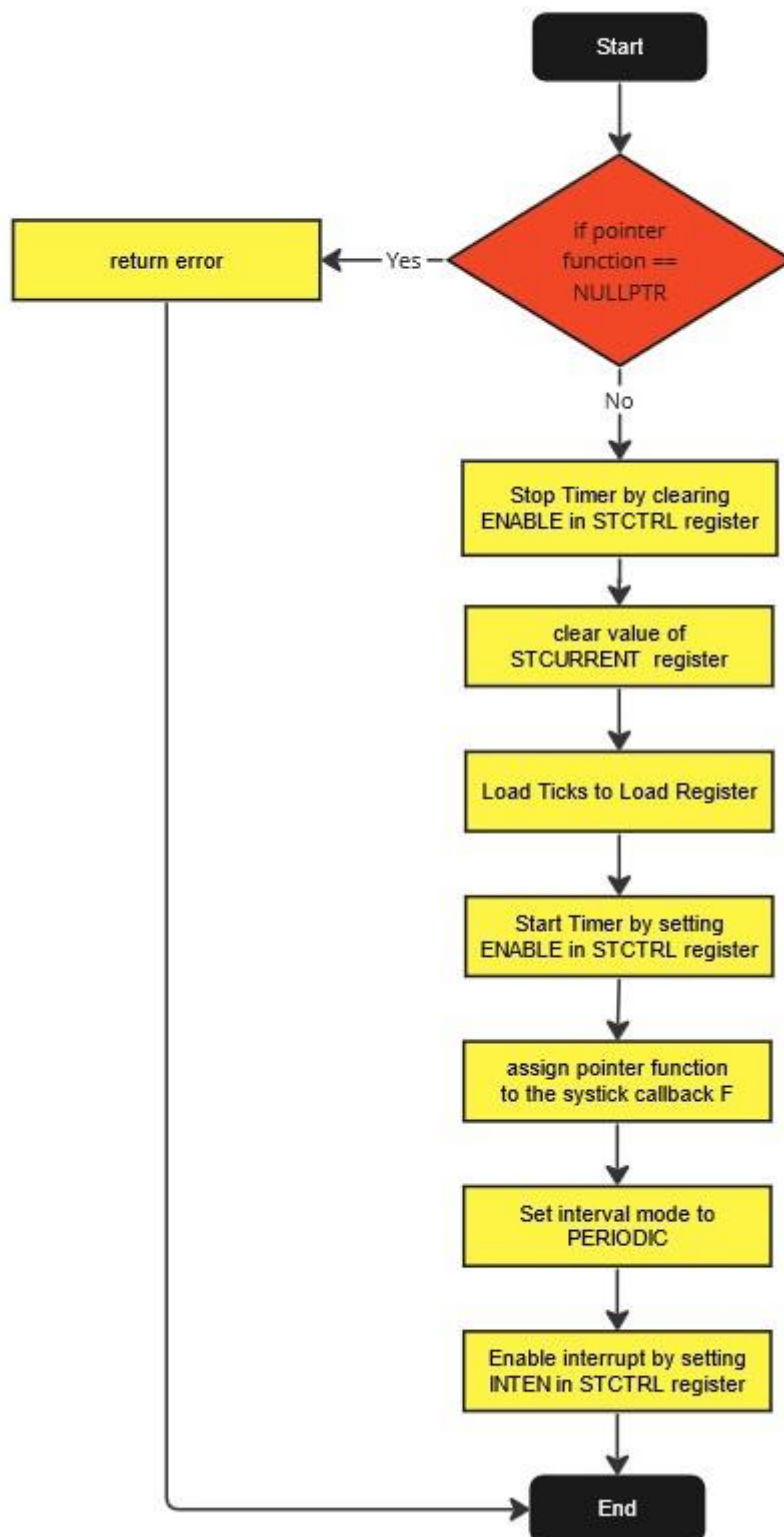 Start
if pointer
function ==
NULLPTR
Yes
return error
No
Stop Timer by clearing
ENABLE in STCTRL register
clear value of
STCURRENT register
Load Ticks to Load Register
Start Timer by setting
ENABLE in STCTRL register
assign pointer function
to the systick callback F
Set interval mode to
PERIODIC
Enable interrupt by setting
INTEN in STCTRL register
End